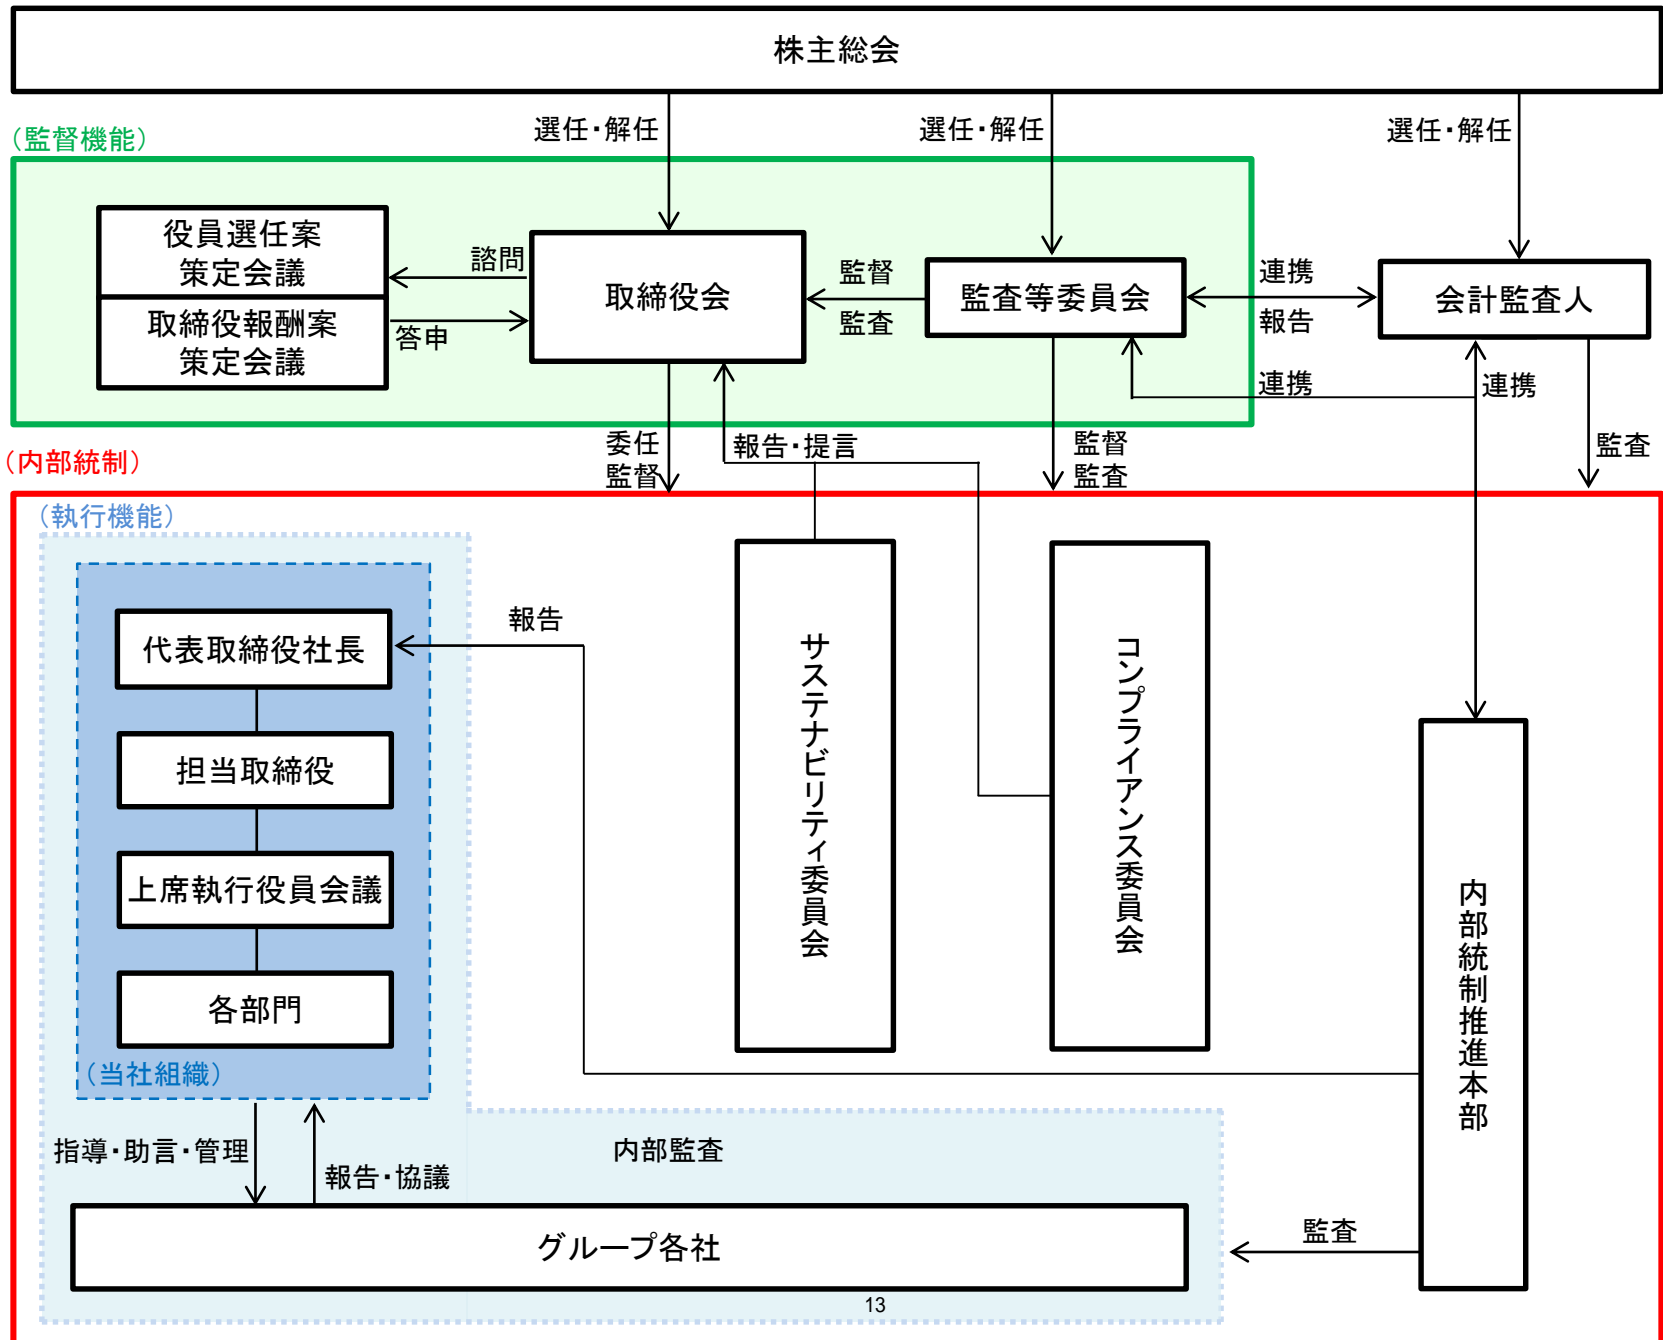 株主総会
選任・解任
選任・解任
選任・解任
（監督機能）
役員選任案
策定会議
取締役報酬案
策定会議
諮問
答申
取締役会
監督
監査
監査等委員会
連携
報告
会計監査人
連携
連携
監査
委任
監督
報告・提言
監督
監査
（内部統制）
（執行機能）
代表取締役社長
担当取締役
上席執行役員会議
各部門
（当社組織）
報告
サステナビリティ委員会
コンプライアンス委員会
内部統制推進本部
指導・助言・管理
報告・協議
内部監査
グループ各社
監査
13